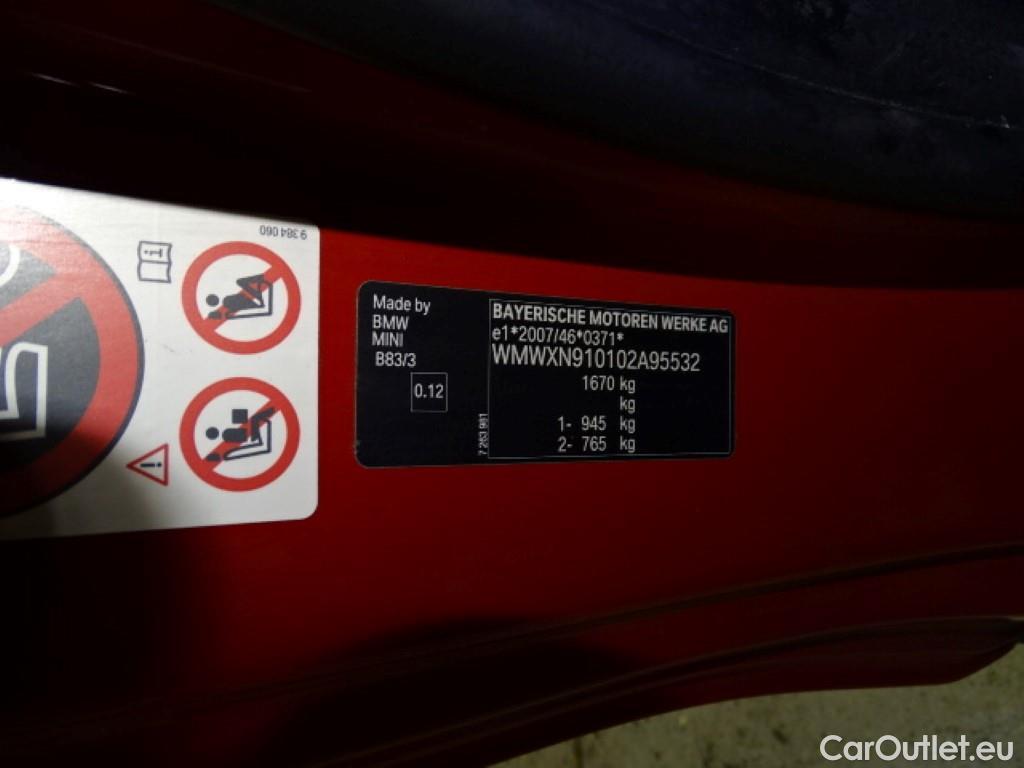 9 384 060
Made by
BMW
MINI
B83/3
0.12
7 263 981
BAYERISCHE MOTOREN WERKE AG
e1*2007/46*0371*
WMWXN910102A95532
1670 kg
kg
1- 945 kg
2- 765 kg
CarOutlet.eu